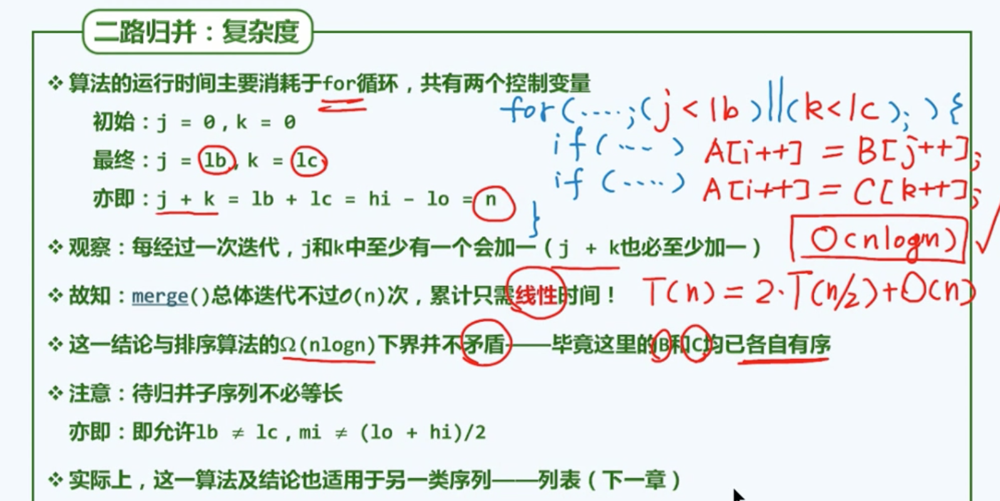 二路归并：复杂度
❖ 算法的运行时间主要消耗于for循环，共有两个控制变量
初始：j = 0，k = 0
最终：j = lb，k = lc
亦即：j + k = lb + lc = hi − lo = n
for(....;(j<lb)||(k<lc);){
if(...) A[i++] = B[j++];
if(....) A[i++] = C[k++];
}
❖ 观察：每经过一次迭代，j和k中至少有一个会加一（j + k也必至少加一）
O(nlogn) √
❖ 故知：merge()总体迭代不过O(n)次，累计只需线性时间！
T(n) = 2·T(n/2)+O(n)
❖ 这一结论与排序算法的Ω(nlogn)下界并不矛盾——毕竟这里的B和C均已各自有序
❖ 注意：待归并子序列不必等长
亦即：即允许lb ≠ lc，mi ≠ (lo + hi)/2
❖ 实际上，这一算法及结论也适用于另一类序列——列表（下一章）